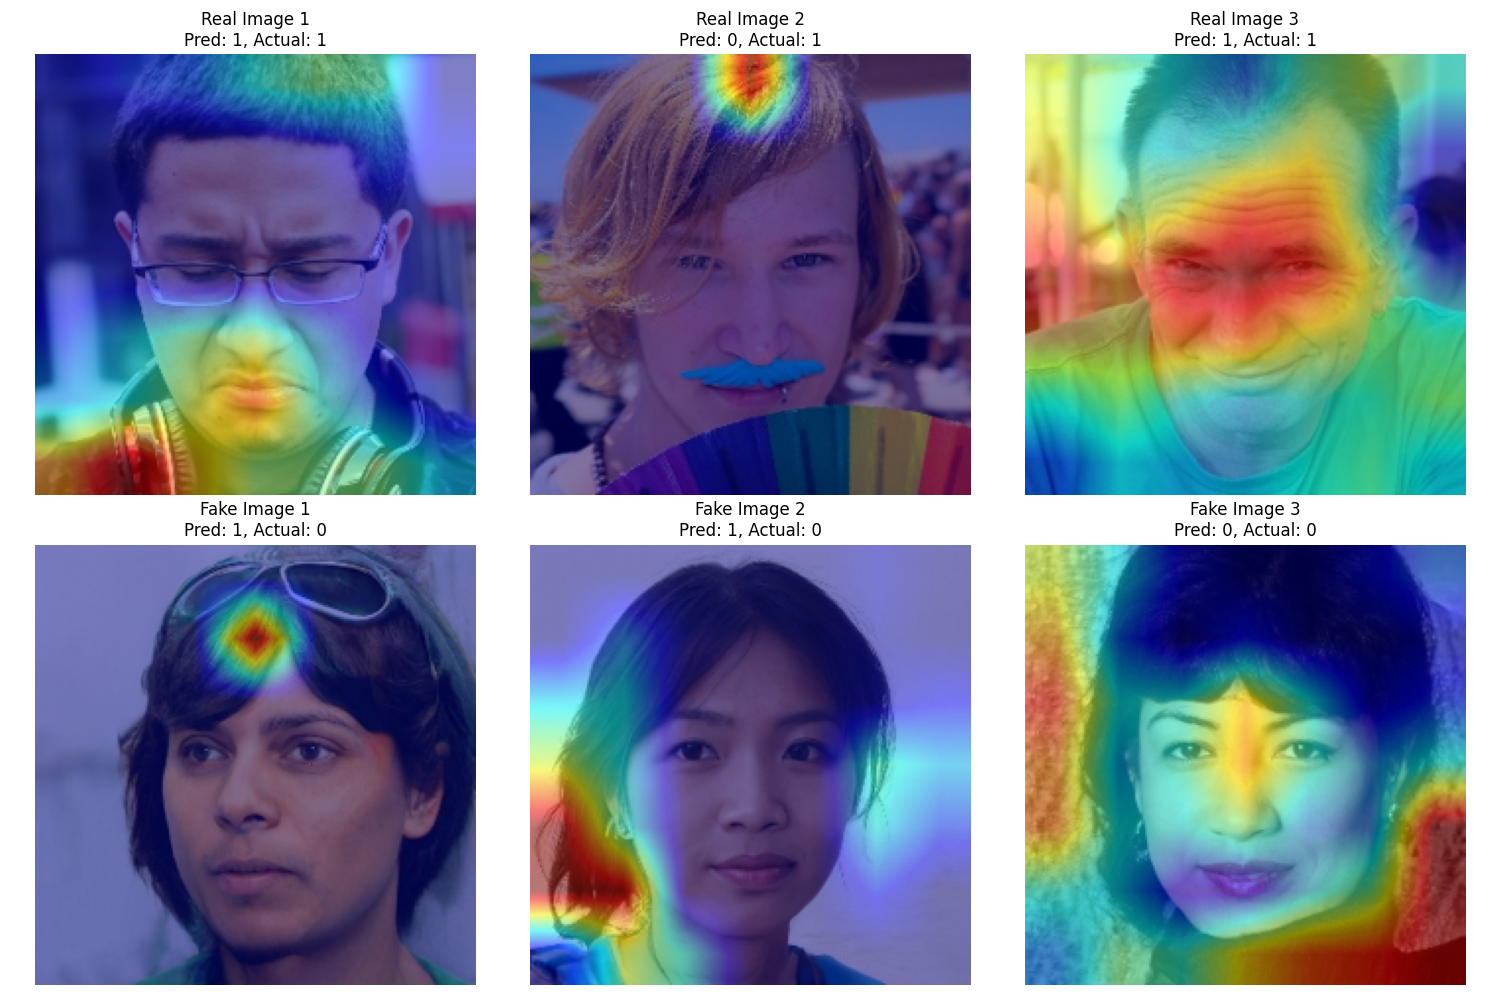 Real Image 1
Pred: 1, Actual: 1
Real Image 2
Pred: 0, Actual: 1
Real Image 3
Pred: 1, Actual: 1
Fake Image 1
Pred: 1, Actual: 0
Fake Image 2
Pred: 1, Actual: 0
Fake Image 3
Pred: 0, Actual: 0